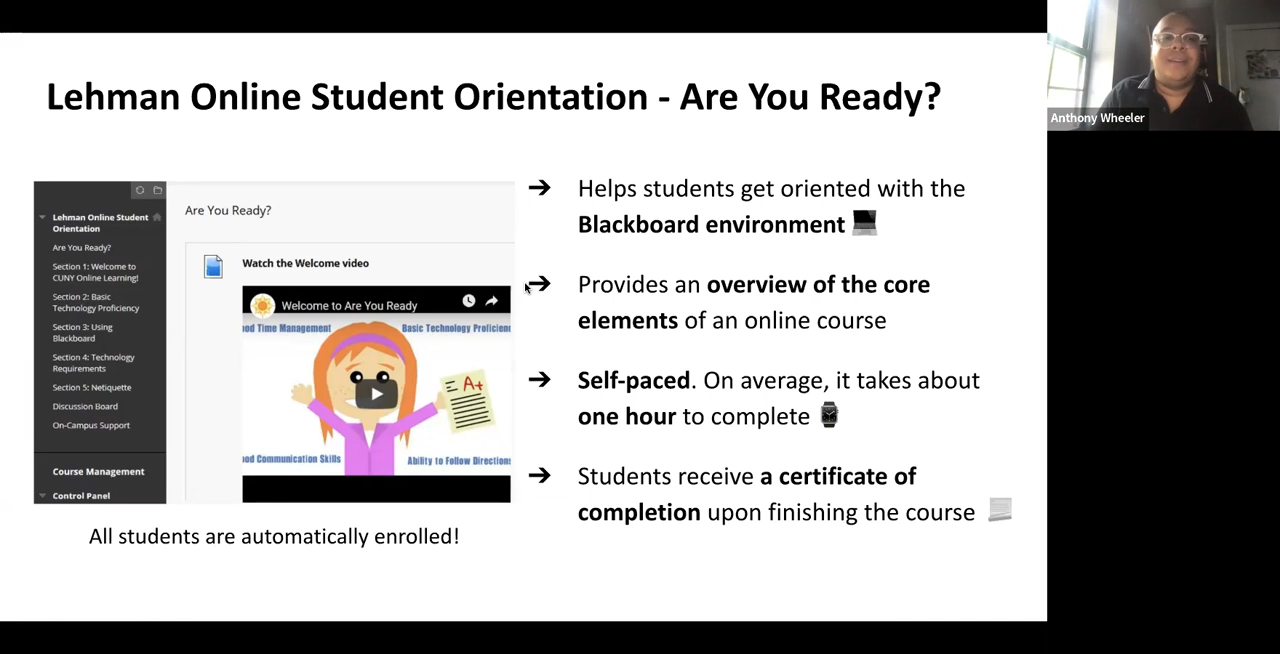 Lehman Online Student Orientation - Are You Ready?
Anthony Wheeler
Lehman Online Student
Orientation
Are You Ready?
Section 1: Welcome to
CUNY Online Learning!
Section 2: Basic
Technology Proficiency
Section 3: Using
Blackboard
Section 4: Technology
Requirements
Section 5: Netiquette
Discussion Board
On-Campus Support
Course Management
Control Panel
Are You Ready?
Watch the Welcome video
Welcome to Are You Ready
ood Time Management
Basic Technology Proficienc
A+
ood Communication Skills
Ability to Follow Directions
All students are automatically enrolled!
➔ Helps students get oriented with the
Blackboard environment 💻
➔ Provides an overview of the core
elements of an online course
➔ Self-paced. On average, it takes about
one hour to complete ⌚
➔ Students receive a certificate of
completion upon finishing the course